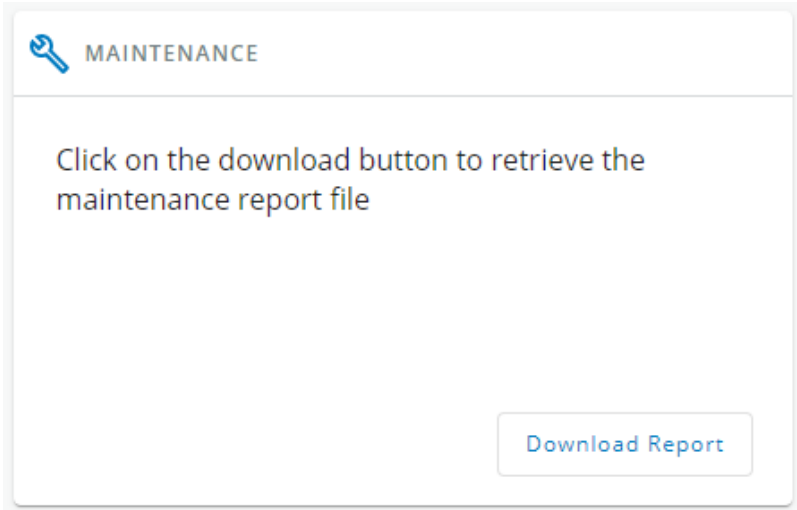 MAINTENANCE
Click on the download button to retrieve the
maintenance report file
Download Report